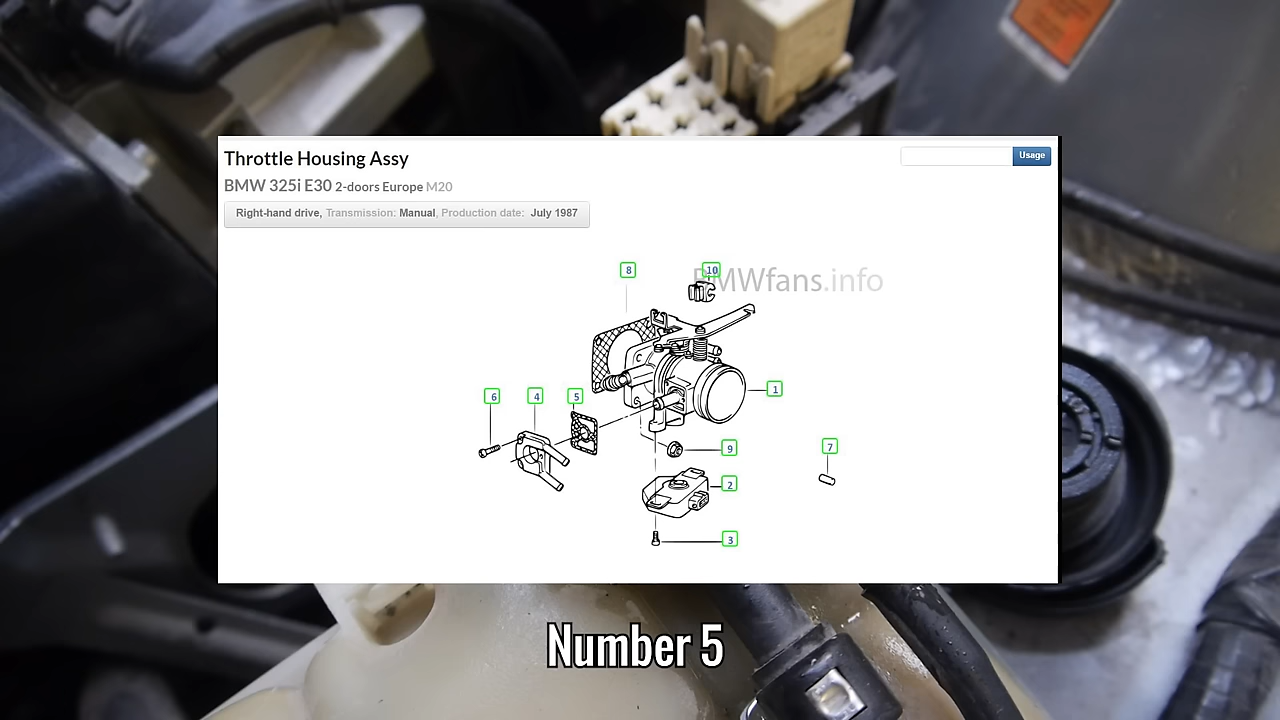 Throttle Housing Assy
Usage
BMW 325i E30 2-doors Europe M20
Right-hand drive, Transmission: Manual, Production date: July 1987
8
10
BMWfans.info
1
6
4
5
9
7
2
3
Number 5